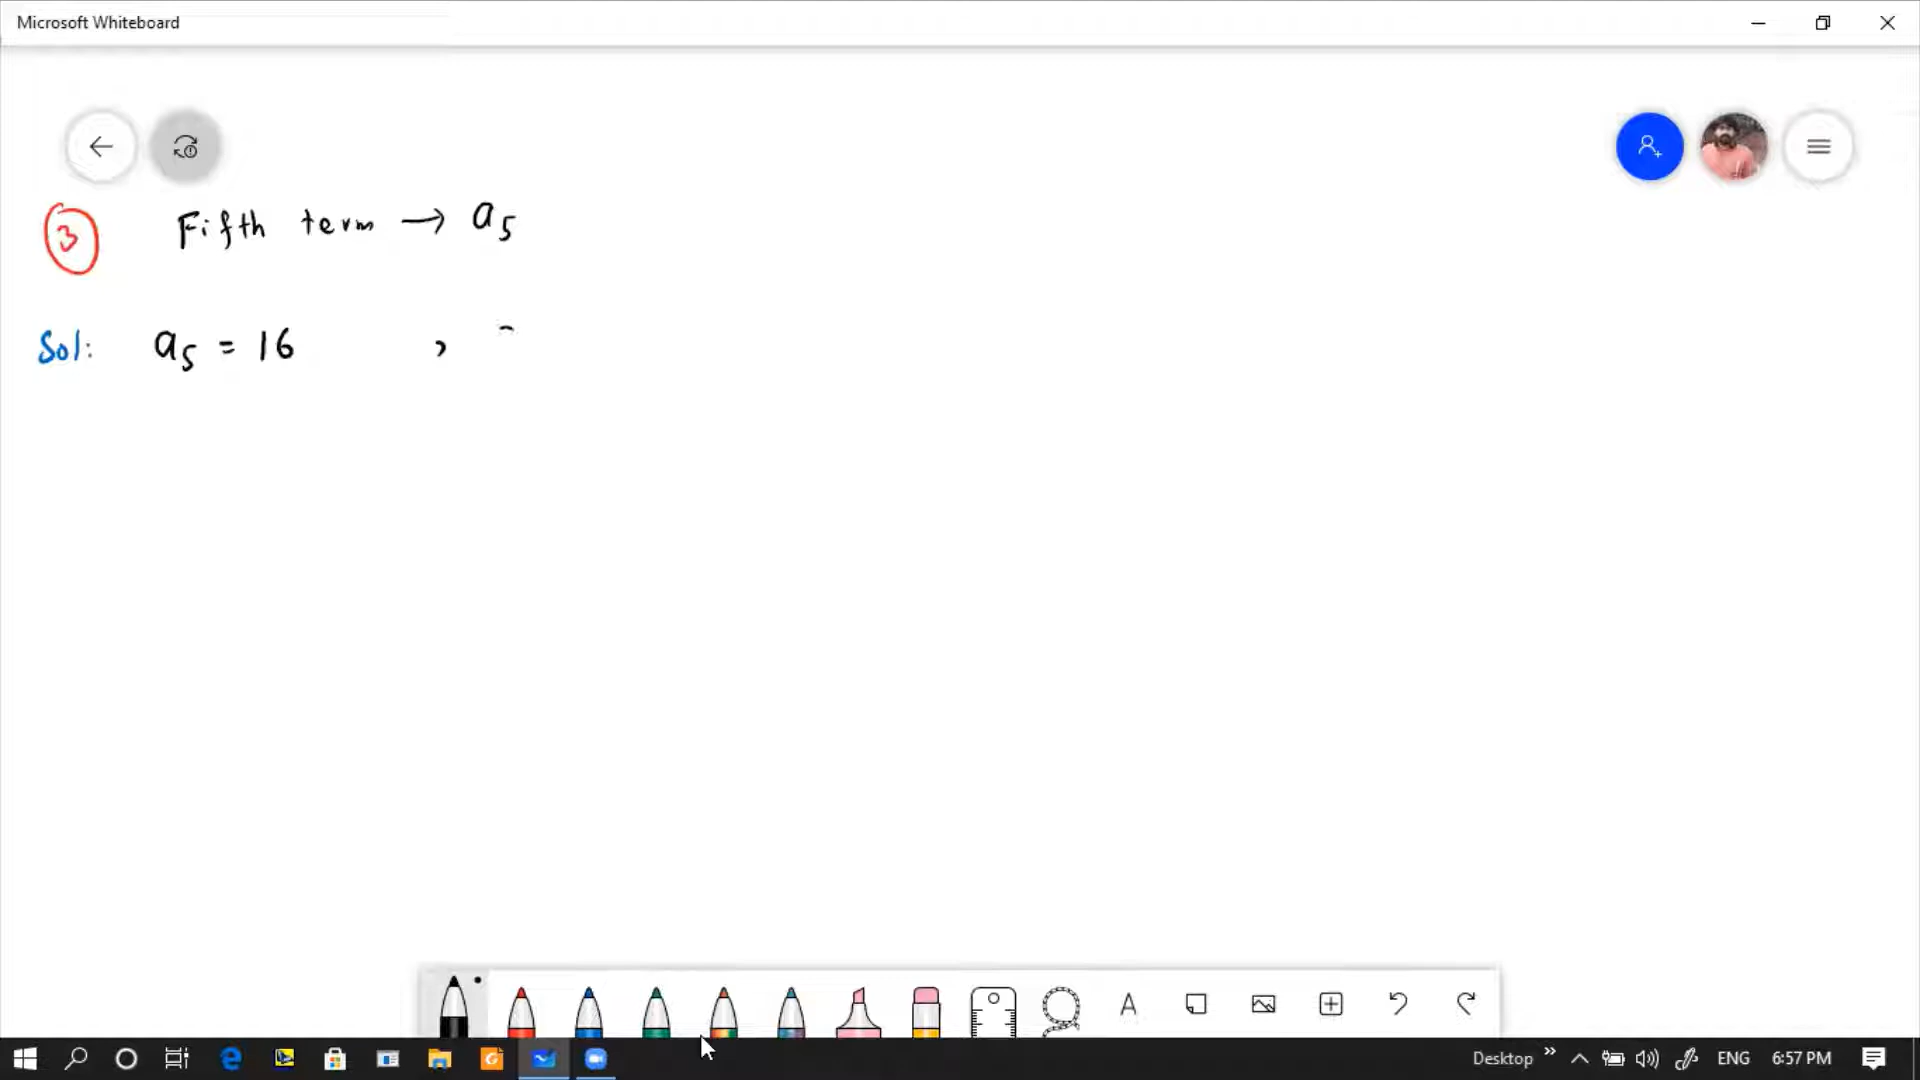 Microsoft Whiteboard
3 Fifth term → a₅
Sol: a₅ = 16 ,
A
Desktop » ENG 6:57 PM